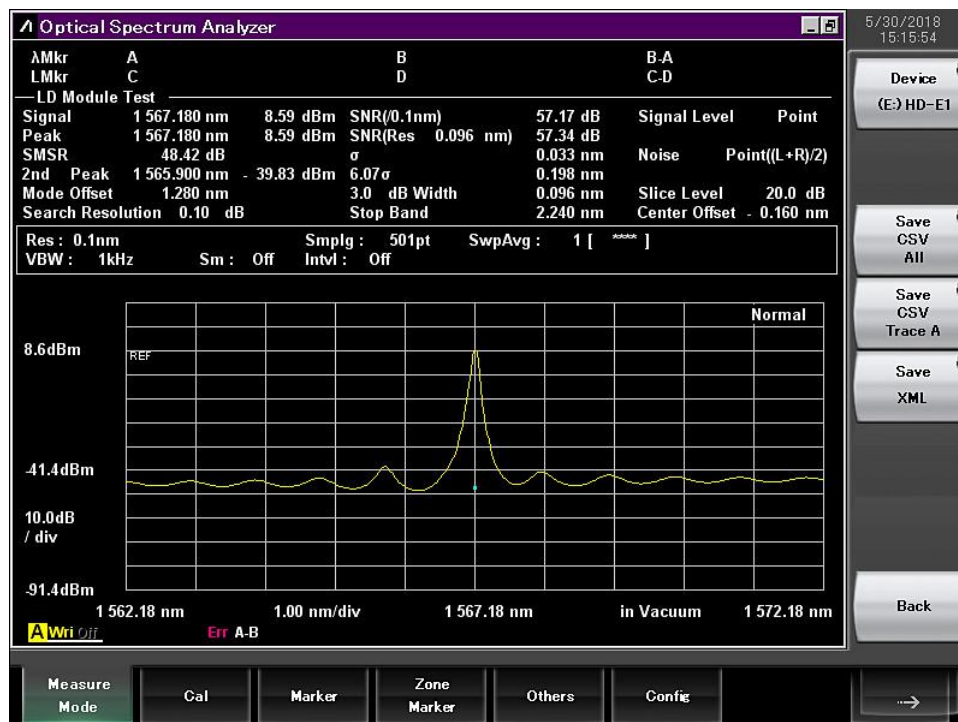 Optical Spectrum Analyzer
5/30/2018
15:15:54
λMkr A B B-A
LMkr C D C-D
LD Module Test
Signal 1 567.180 nm 8.59 dBm SNR(/0.1nm) 57.17 dB Signal Level Point
Peak 1 567.180 nm 8.59 dBm SNR(Res 0.096 nm) 57.34 dB
SMSR 48.42 dB σ 0.033 nm Noise Point((L+R)/2)
2nd Peak 1 565.900 nm - 39.83 dBm 6.07σ 0.198 nm
Mode Offset 1.280 nm 3.0 dB Width 0.096 nm Slice Level 20.0 dB
Search Resolution 0.10 dB Stop Band 2.240 nm Center Offset - 0.160 nm
Res : 0.1nm Smplg : 501pt SwpAvg : 1 [ **** ]
VBW : 1kHz Sm : Off Intvl : Off
Normal
8.6dBm
REF
-41.4dBm
10.0dB
/ div
-91.4dBm
1 562.18 nm 1.00 nm/div 1 567.18 nm in Vacuum 1 572.18 nm
A Wri Off Err A-B
Device
(E:) HD-E1
Save
CSV
All
Save
CSV
Trace A
Save
XML
Back
Measure
Mode
Cal
Marker
Zone
Marker
Others
Config